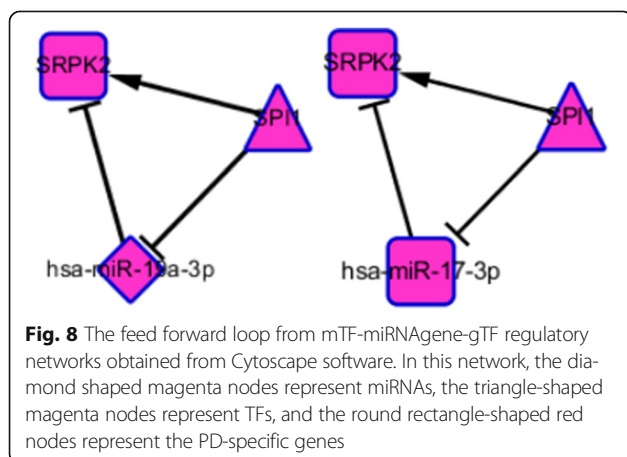 SRPK2
SRPK2
SPI1
SPI1
hsa-miR-19a-3p
hsa-miR-17-3p
Fig. 8 The feed forward loop from mTF-miRNAgene-gTF regulatory
networks obtained from Cytoscape software. In this network, the dia-
mond shaped magenta nodes represent miRNAs, the triangle-shaped
magenta nodes represent TFs, and the round rectangle-shaped red
nodes represent the PD-specific genes